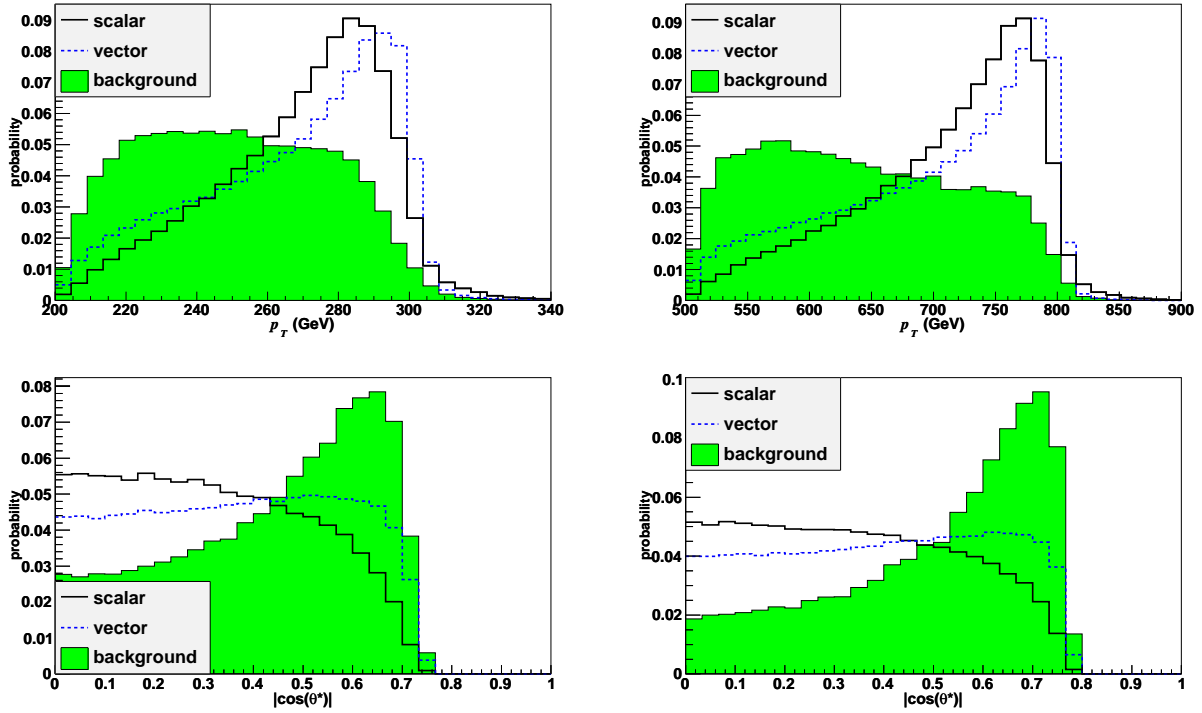 0.09
0.08
0.07
0.06
0.05
0.04
0.03
0.02
0.01
0
probability
scalar
vector
background
200 220 240 260 280 300 320 340
p_T (GeV)
0.09
0.08
0.07
0.06
0.05
0.04
0.03
0.02
0.01
0
probability
scalar
vector
background
500 550 600 650 700 750 800 850 900
p_T (GeV)
0.08
0.07
0.06
0.05
0.04
0.03
0.02
0.01
0
probability
scalar
vector
background
0 0.1 0.2 0.3 0.4 0.5 0.6 0.7 0.8 0.9 1
|cos(θ*)|
0.1
0.08
0.06
0.04
0.02
0
probability
scalar
vector
background
0 0.1 0.2 0.3 0.4 0.5 0.6 0.7 0.8 0.9 1
|cos(θ*)|